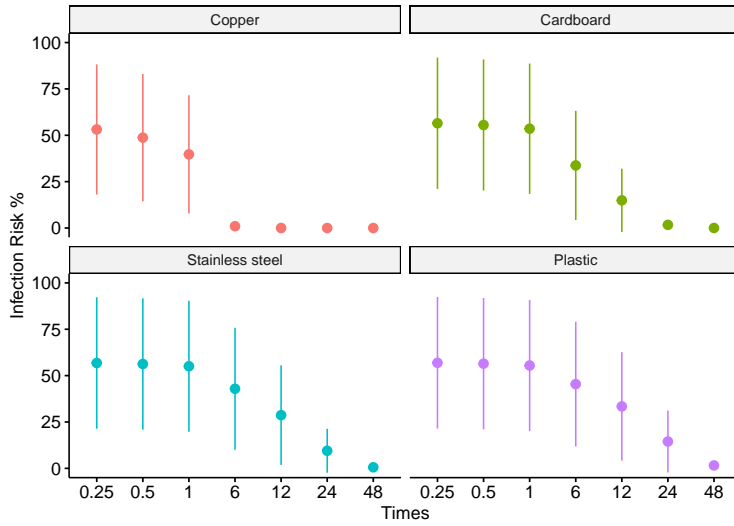 Copper Cardboard
100
75
50
25
0
Stainless steel Plastic
100
75
50
25
0
0.25 0.5 1 6 12 24 48 0.25 0.5 1 6 12 24 48
Times
Infection Risk %